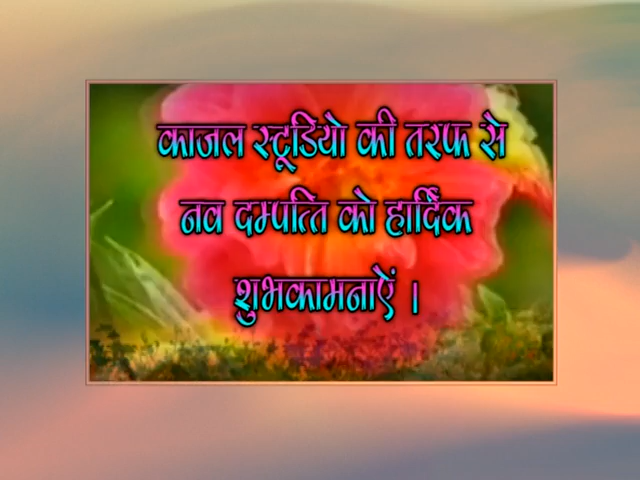 काजल स्टूडियो की तरफ से
नव दम्पत्ति को हार्दिक
शुभकामनाऐं ।